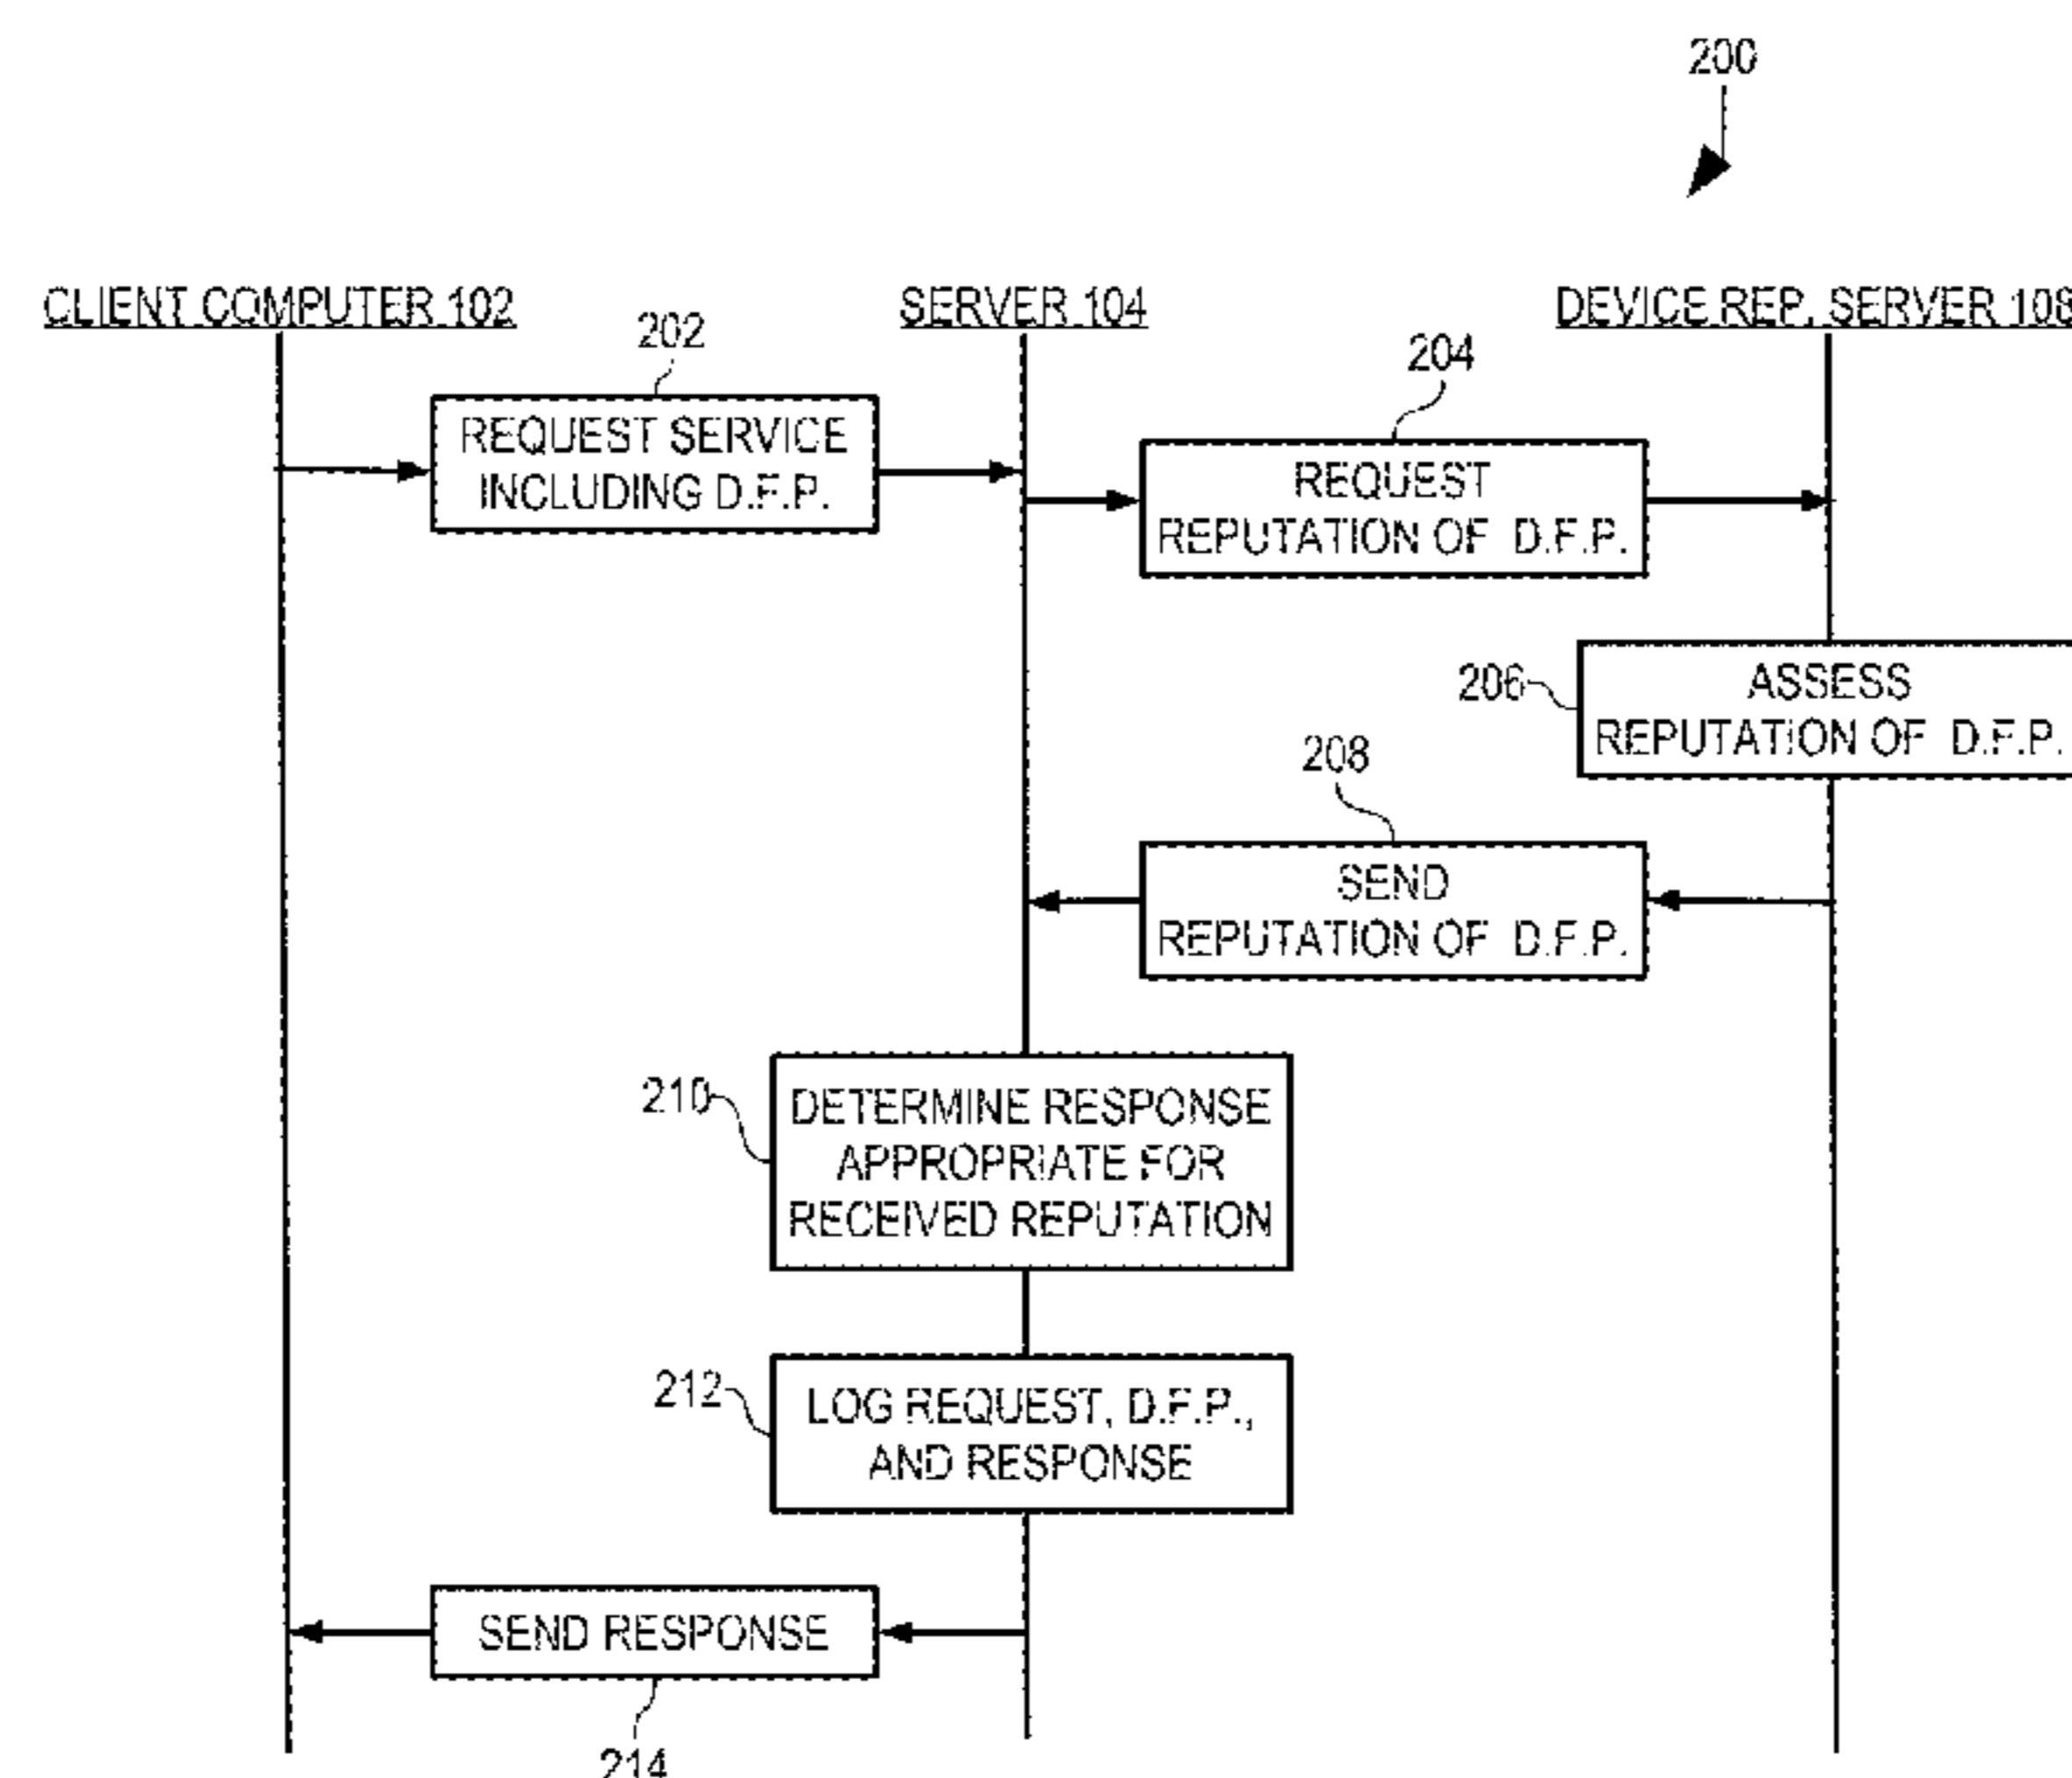 200
CLIENT COMPUTER 102
SERVER 104
DEVICE REP. SERVER 108
202
204
REQUEST SERVICE
INCLUDING D.F.P.
REQUEST
REPUTATION OF D.F.P.
206
ASSESS
REPUTATION OF D.F.P.
208
SEND
REPUTATION OF D.F.P.
210
DETERMINE RESPONSE
APPROPRIATE FOR
RECEIVED REPUTATION
212
LOG REQUEST, D.F.P.,
AND RESPONSE
SEND RESPONSE
214